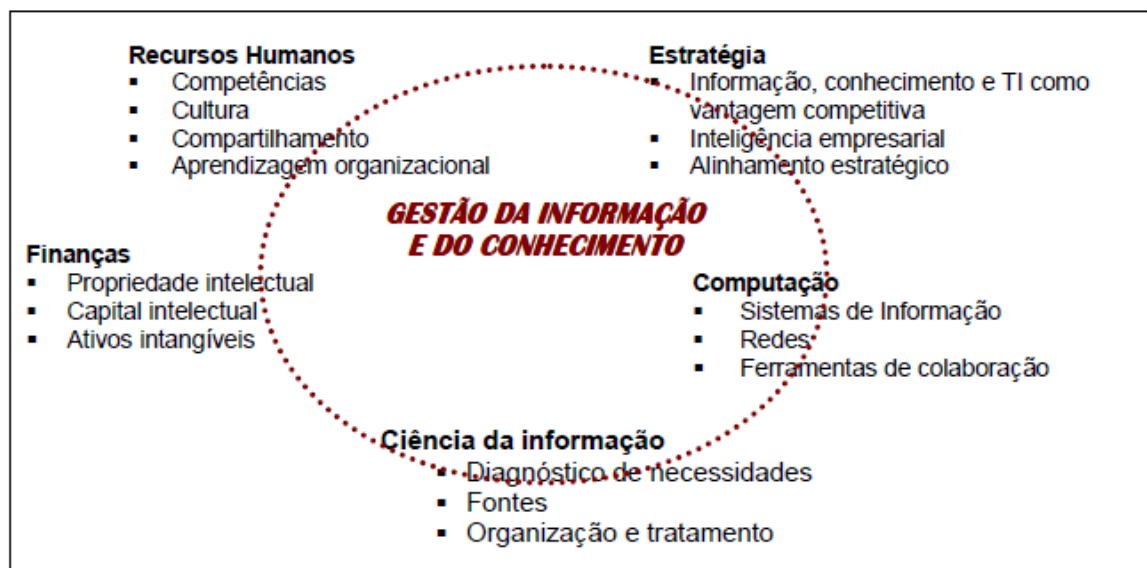 Recursos Humanos
▪ Competências
▪ Cultura
▪ Compartilhamento
▪ Aprendizagem organizacional
Estratégia
▪ Informação, conhecimento e TI como
vantagem competitiva
▪ Inteligência empresarial
▪ Alinhamento estratégico
GESTÃO DA INFORMAÇÃO
E DO CONHECIMENTO
Finanças
▪ Propriedade intelectual
▪ Capital intelectual
▪ Ativos intangíveis
Computação
▪ Sistemas de Informação
▪ Redes
▪ Ferramentas de colaboração
Ciência da informação
▪ Diagnóstico de necessidades
▪ Fontes
▪ Organização e tratamento